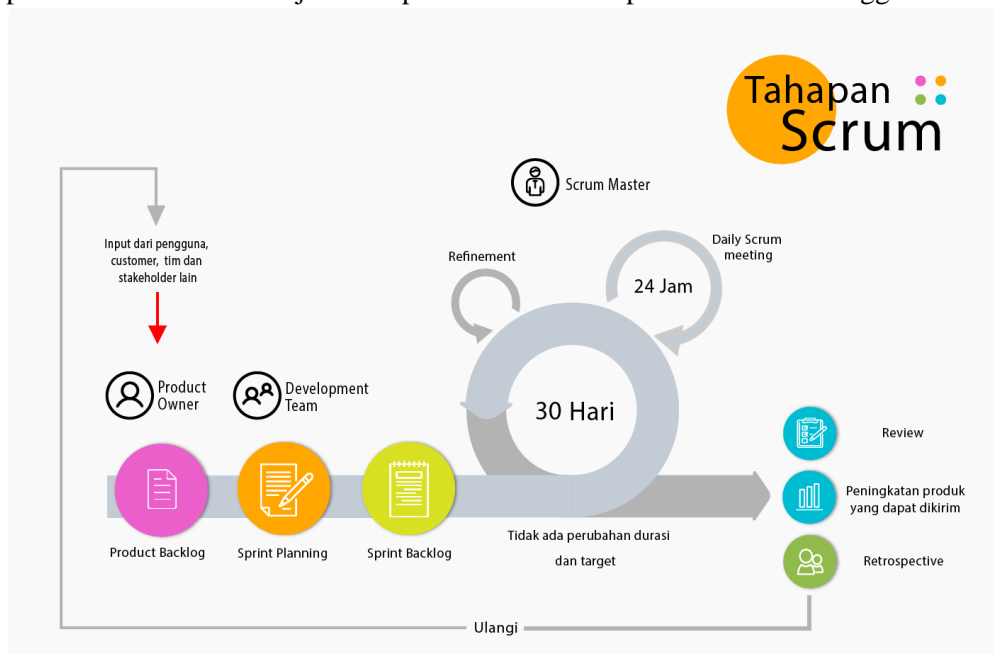 Tahapan
Scrum
Scrum Master
Input dari pengguna,
customer, tim dan
stakeholder lain
Refinement
Daily Scrum
meeting
24 Jam
Product
Owner
Development
Team
30 Hari
Review
Peningkatan produk
yang dapat dikirim
Retrospective
Product Backlog
Sprint Planning
Sprint Backlog
Tidak ada perubahan durasi
dan target
Ulangi